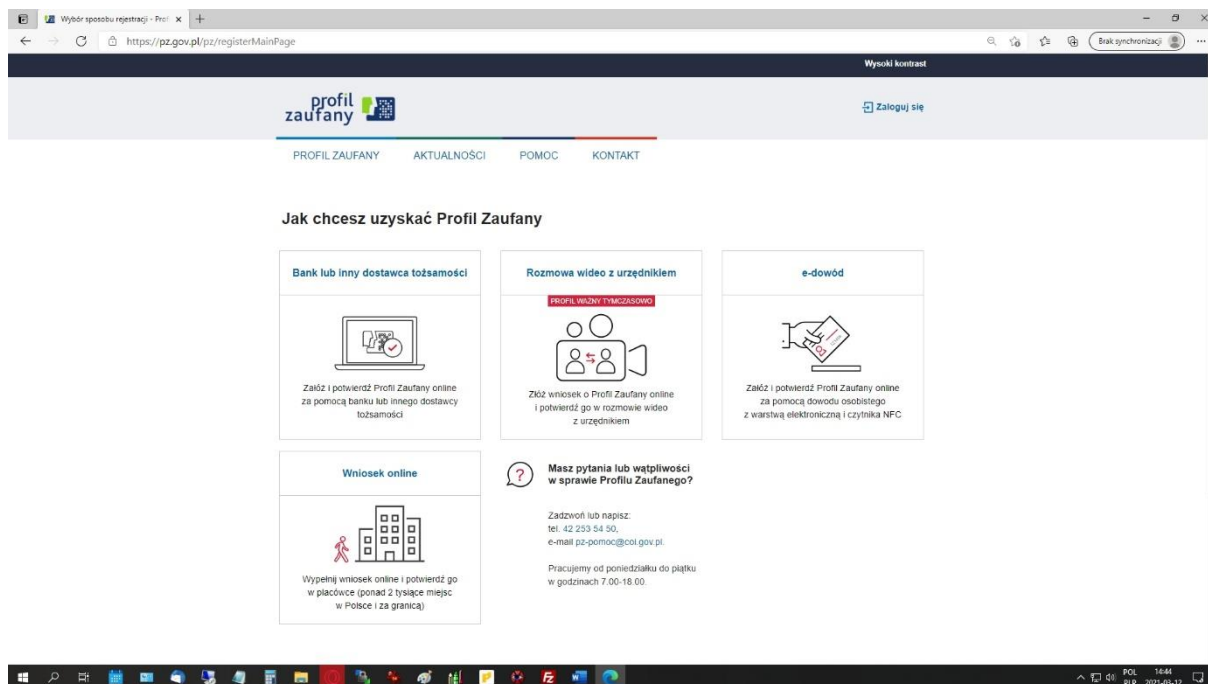 Wybór sposobu rejestracji - Prof
https://pz.gov.pl/pz/registerMainPage
Brak synchronizacji
Wysoki kontrast
profil
zaufany
Zaloguj się
PROFIL ZAUFANY AKTUALNOŚCI POMOC KONTAKT
Jak chcesz uzyskać Profil Zaufany
Bank lub inny dostawca tożsamości
Załóż i potwierdź Profil Zaufany online
za pomocą banku lub innego dostawcy
tożsamości
Rozmowa wideo z urzędnikiem
PROFIL WAŻNY TYMCZASOWO
Złóż wniosek o Profil Zaufany online
i potwierdź go w rozmowie wideo
z urzędnikiem
e-dowód
Załóż i potwierdź Profil Zaufany online
za pomocą dowodu osobistego
z warstwą elektroniczną i czytnika NFC
Wniosek online
Wypełnij wniosek online i potwierdź go
w placówce (ponad 2 tysiące miejsc
w Polsce i za granicą)
Masz pytania lub wątpliwości
w sprawie Profilu Zaufanego?
Zadzwoń lub napisz:
tel. 42 253 54 50,
e-mail pz-pomoc@coi.gov.pl.
Pracujemy od poniedziałku do piątku
w godzinach 7.00-18.00.
POL 14:44
PLP 2021-03-12